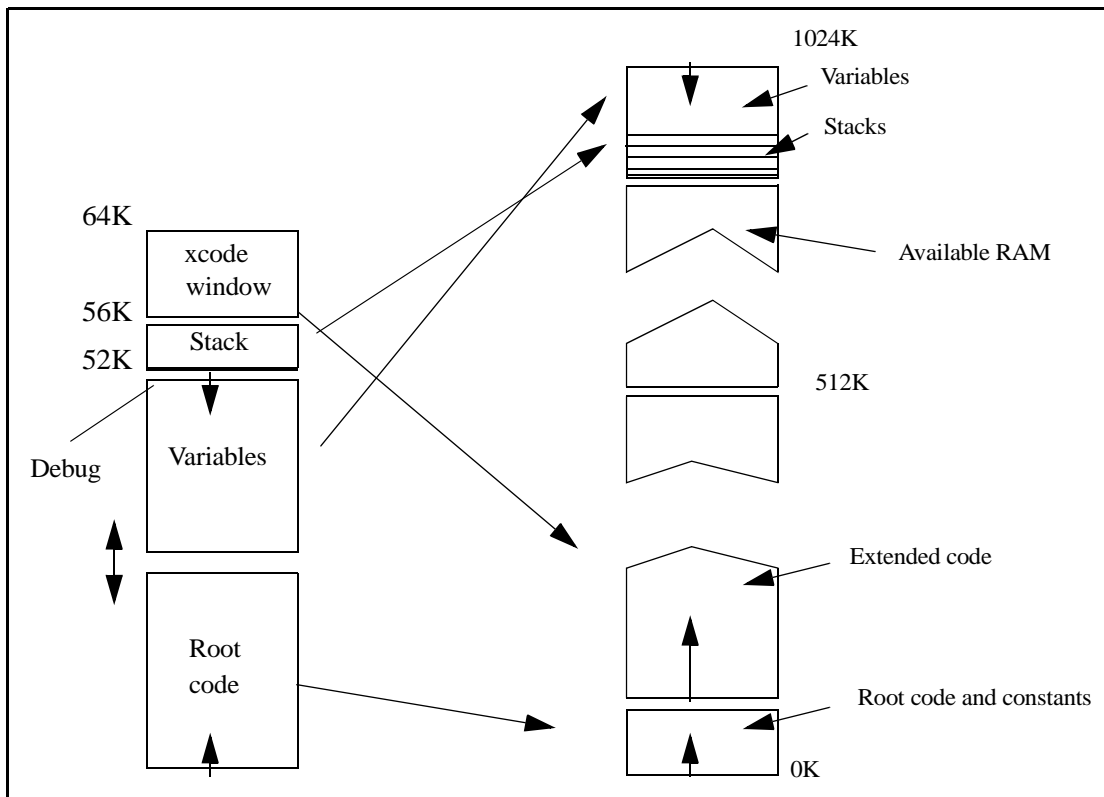 1024K
Variables
Stacks
64K
xcode
window
Available RAM
56K
Stack
52K
512K
Variables
Debug
Extended code
Root
code
Root code and constants
0K